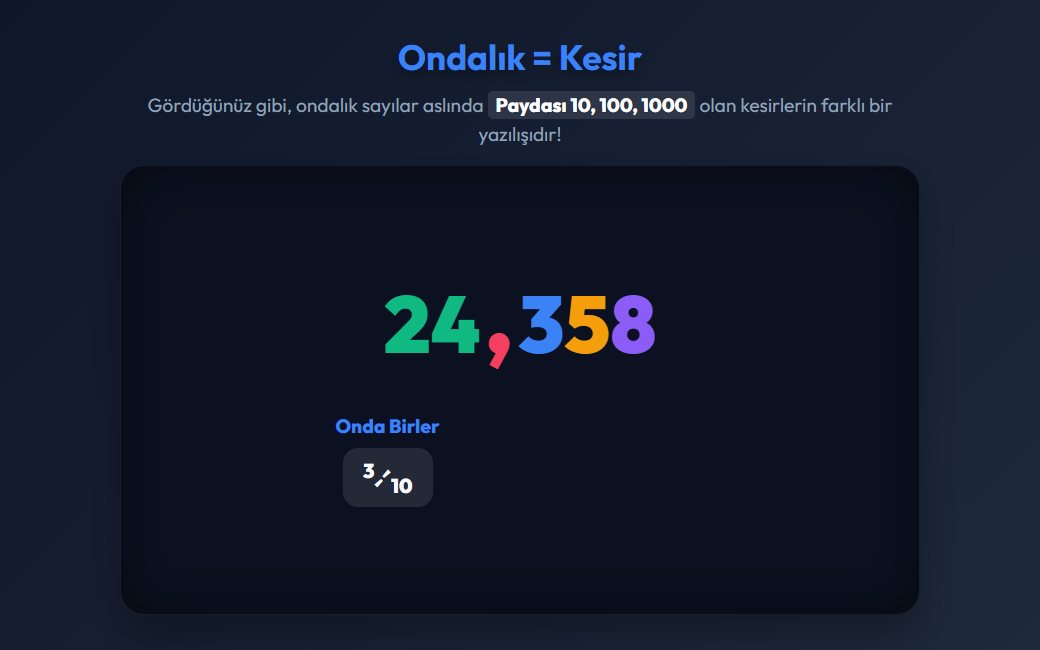 Ondalık = Kesir
Gördüğünüz gibi, ondalık sayılar aslında Paydası 10, 100, 1000 olan kesirlerin farklı bir
yazılışıdır!
24,358
Onda Birler
3/10